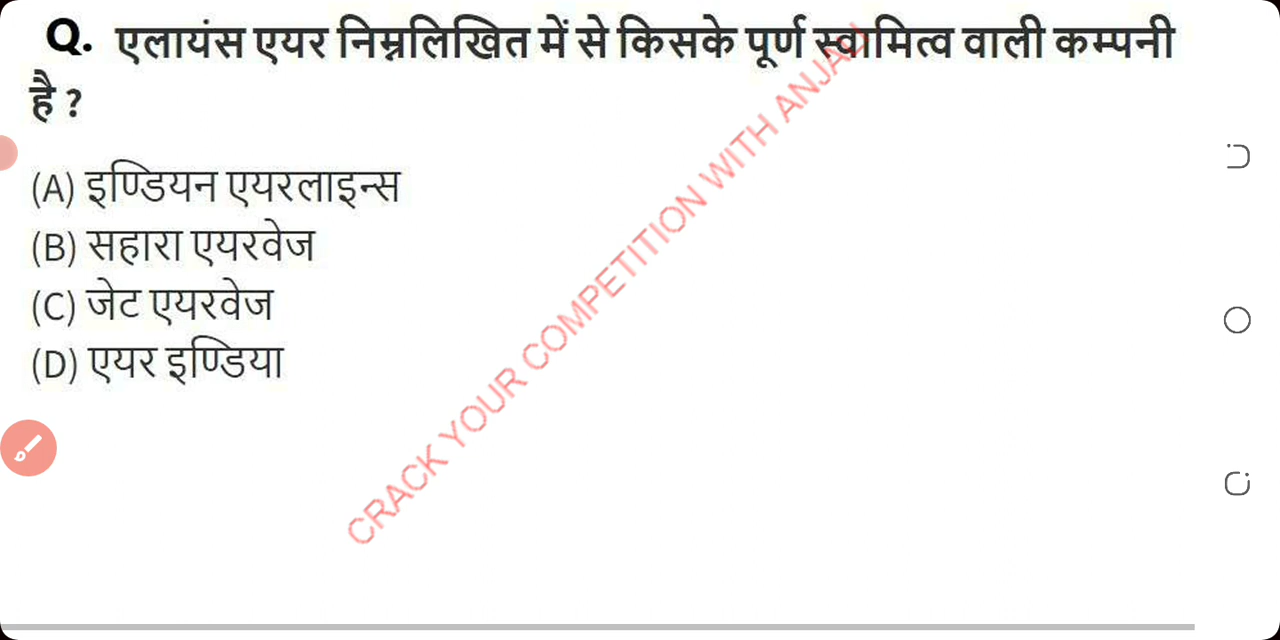 Q. एलायंस एयर निम्नलिखित में से किसके पूर्ण स्वामित्व वाली कम्पनी
है ?
(A) इण्डियन एयरलाइन्स
(B) सहारा एयरवेज
(C) जेट एयरवेज
(D) एयर इण्डिया
CRACK YOUR COMPETITION WITH ANJAD